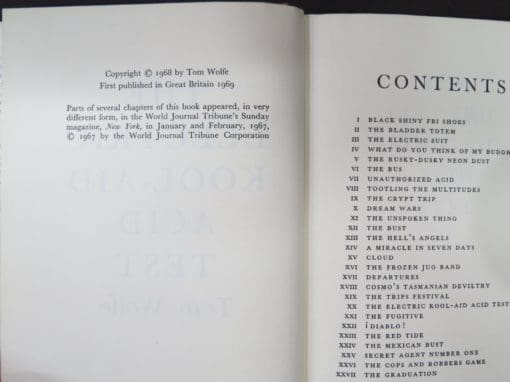 Copyright © 1968 by Tom Wolfe
First published in Great Britain 1969
Parts of several chapters of this book appeared, in very
different form, in the World Journal Tribune's Sunday
magazine, New York, in January and February, 1967,
© 1967 by the World Journal Tribune Corporation
KOOL-AID
ACID
TEST
Tom Wolfe
CONTENTS
I BLACK SHINY FBI SHOES
II THE BLADDER TOTEM
III THE ELECTRIC SUIT
IV WHAT DO YOU THINK OF MY BUDDH
V THE RUSKY-DUSKY NEON DUST
VI THE BUS
VII UNAUTHORIZED ACID
VIII TOOTLING THE MULTITUDES
IX THE CRYPT TRIP
X DREAM WARS
XI THE UNSPOKEN THING
XII THE BUST
XIII THE HELL'S ANGELS
XIV A MIRACLE IN SEVEN DAYS
XV CLOUD
XVI THE FROZEN JUG BAND
XVII DEPARTURES
XVIII COSMO'S TASMANIAN DEVILTRY
XIX THE TRIPS FESTIVAL
XX THE ELECTRIC KOOL-AID ACID TEST
XXI THE FUGITIVE
XXII ¡DIABLO!
XXIII THE RED TIDE
XXIV THE MEXICAN BUST
XXV SECRET AGENT NUMBER ONE
XXVI THE COPS AND ROBBERS GAME
XXVII THE GRADUATION